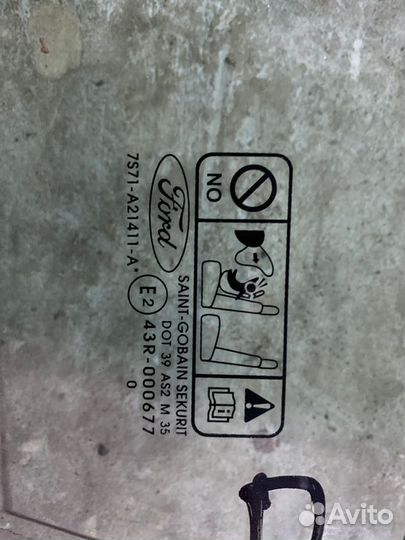 Ford
7S71-A21411-A*
SAINT-GOBAIN SEKURIT
DOT 39 AS2 M 35
E2 43R-000677
0
NO
Avito